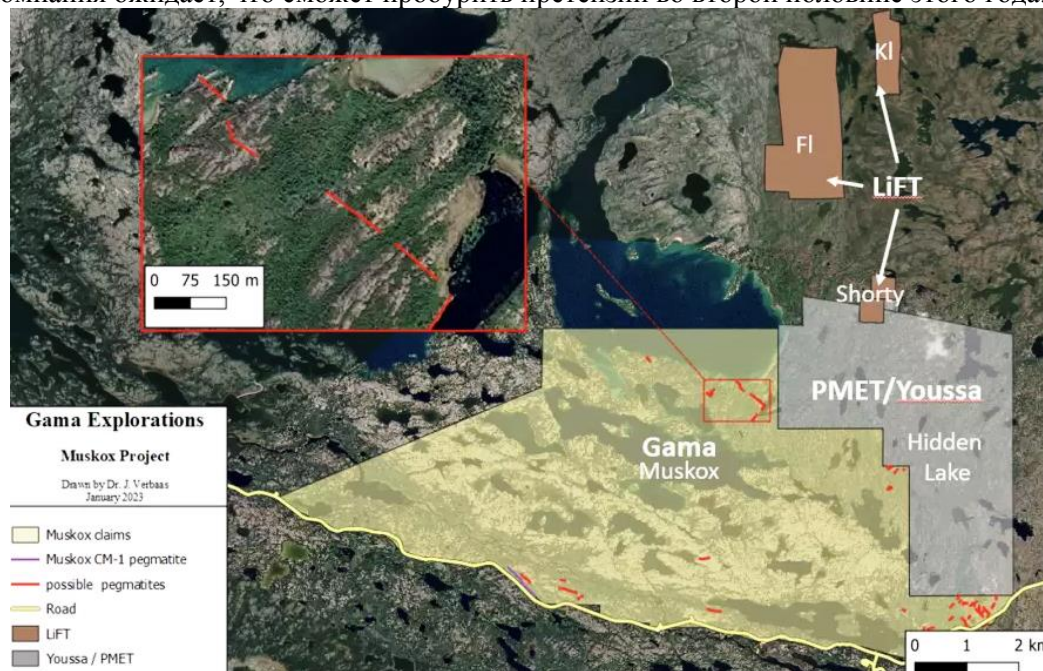 омпания ожидает, что сможет пробурить претензии во второй половине этого года.
Kl
Fl
LiFT
0 75 150 m
Shorty
PMET/Youssa
Gama
Muskox
Hidden
Lake
Gama Explorations
Muskox Project
Drawn by Dr. J. Verbaas
January 2023
Muskox claims
Muskox CM-1 pegmatite
possible pegmatites
Road
LiFT
Youssa / PMET
0 1 2 km